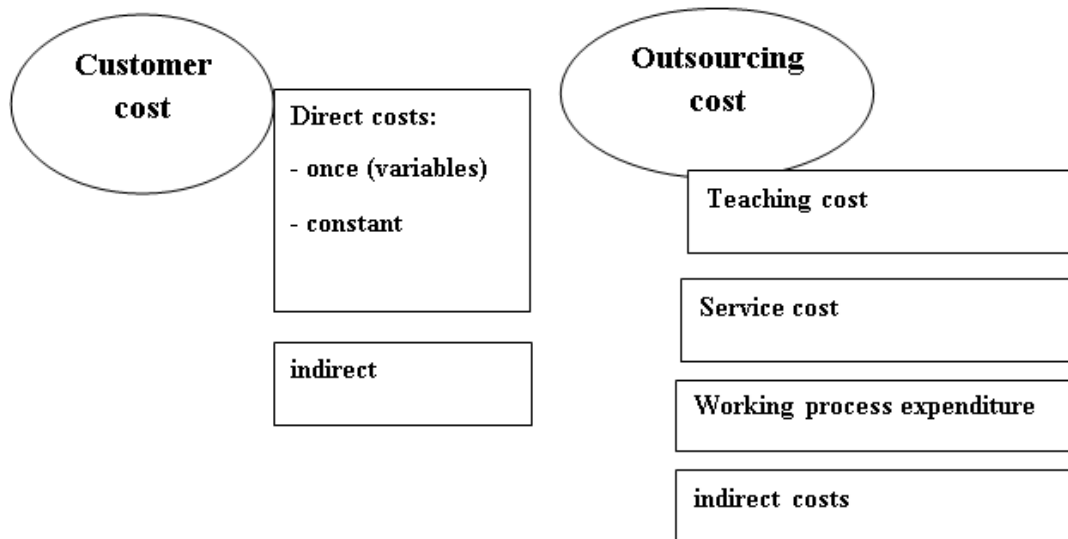 Customer
cost
Direct costs:
- once (variables)
- constant
indirect
Outsourcing
cost
Teaching cost
Service cost
Working process expenditure
indirect costs